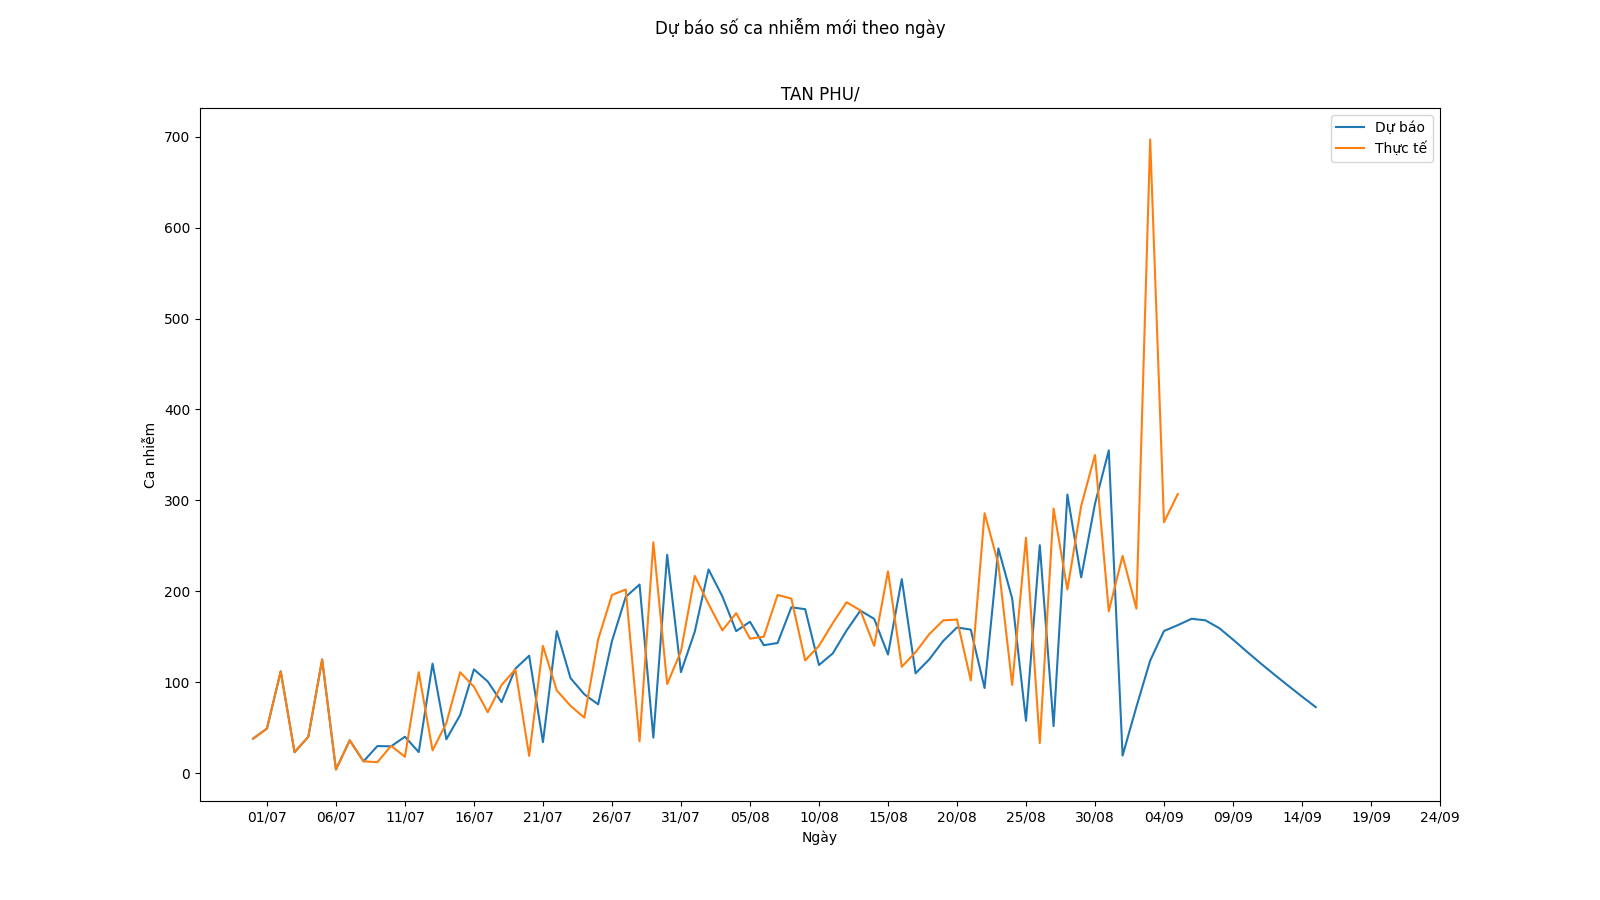 Dự báo số ca nhiễm mới theo ngày
TAN PHU/
Dự báo
Thực tế
700
600
500
400
300
200
100
0
Ca nhiễm
01/07 06/07 11/07 16/07 21/07 26/07 31/07 05/08 10/08 15/08 20/08 25/08 30/08 04/09 09/09 14/09 19/09 24/09
Ngày